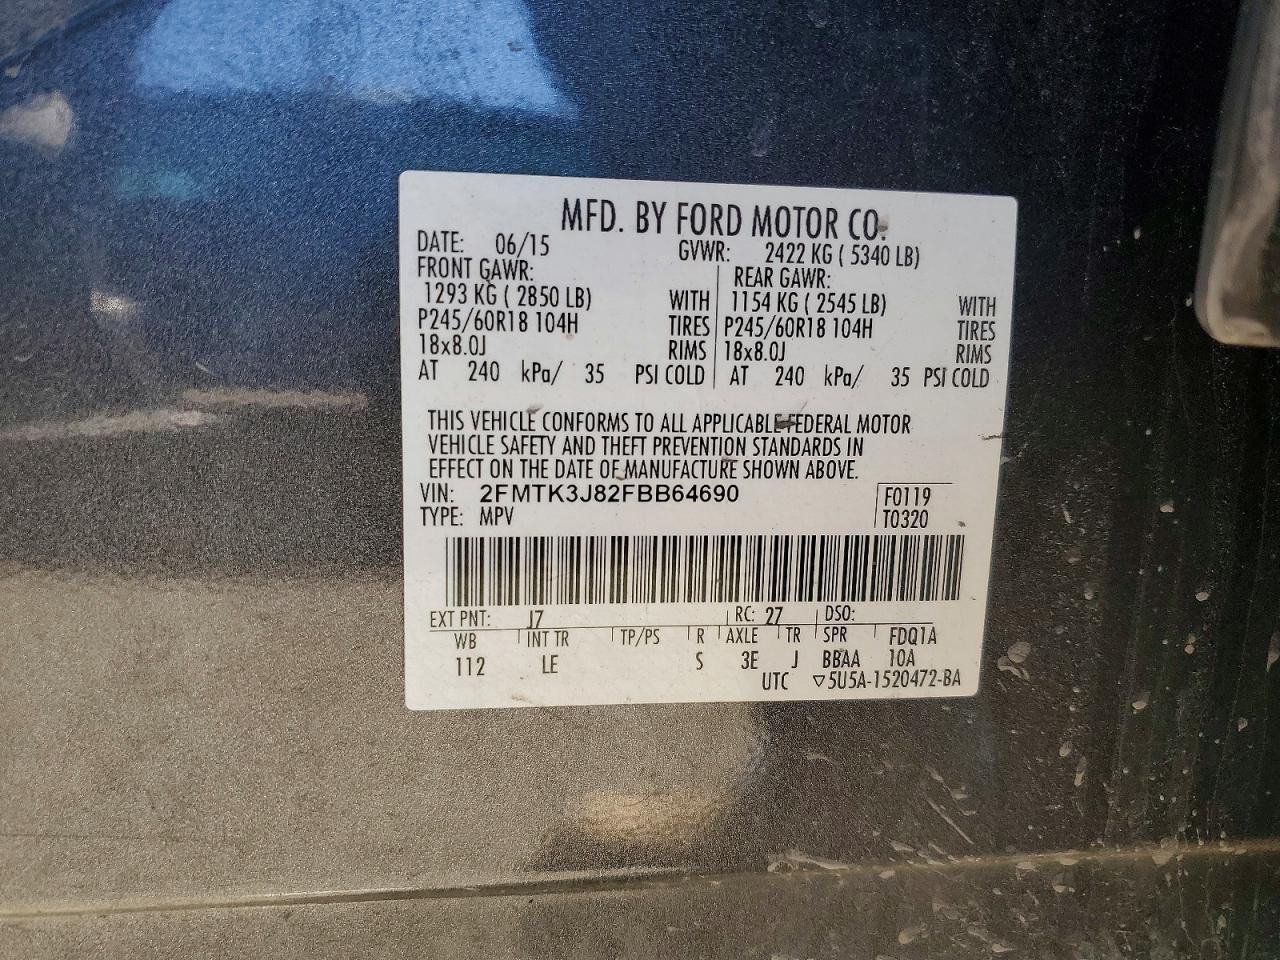 MFD. BY FORD MOTOR CO.
DATE: 06/15 GVWR: 2422 KG ( 5340 LB)
FRONT GAWR: REAR GAWR:
1293 KG ( 2850 LB) WITH 1154 KG ( 2545 LB) WITH
P245/60R18 104H TIRES P245/60R18 104H TIRES
18x8.0J RIMS 18x8.0J RIMS
AT 240 kPa/ 35 PSI COLD AT 240 kPa/ 35 PSI COLD
THIS VEHICLE CONFORMS TO ALL APPLICABLE FEDERAL MOTOR
VEHICLE SAFETY AND THEFT PREVENTION STANDARDS IN
EFFECT ON THE DATE OF MANUFACTURE SHOWN ABOVE.
VIN: 2FMTK3J82FBB64690 F0119
TYPE: MPV T0320
EXT PNT: J7 RC: 27 DSO:
WB INT TR TP/PS R AXLE TR SPR FDQ1A
112 LE S 3E J BBAA 10A
UTC ▽5U5A-1520472-BA